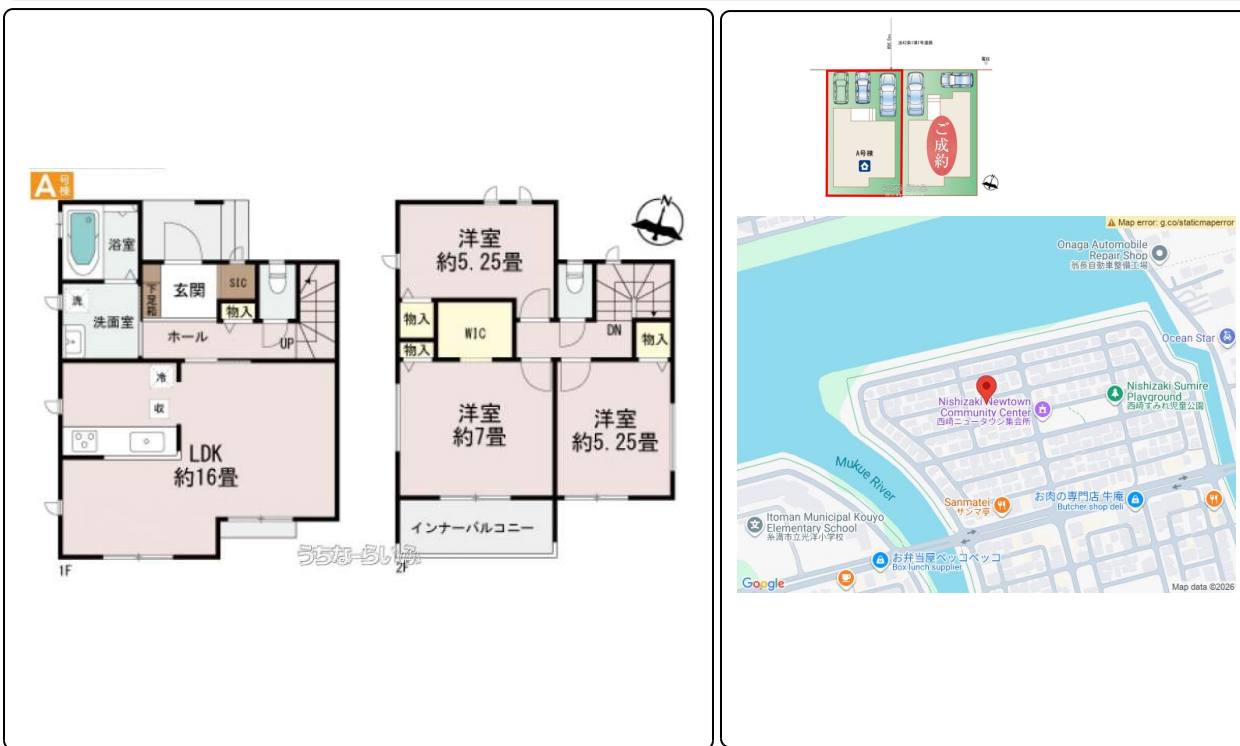 A号棟
浴室
洗
洗面室
下足箱
玄関
SIC
物入
ホール
UP
冷
収
LDK
約16畳
1F
N
洋室
約5.25畳
物入
WIC
物入
DN
物入
洋室
約7畳
洋室
約5.25畳
インナーバルコニー
2F
うちなーらいふ
A号棟
ご成約
Map error: g.co/staticmaperror
Onaga Automobile
Repair Shop
翁長自動車整備工場
Ocean Star
Nishizaki Newtown
Community Center
西崎ニュータウン集会所
Nishizaki Sumire
Playground
西崎すみれ児童公園
Mukue River
Sanmatei
サンマ亭
お肉の専門店 牛庵
Butcher shop deli
Itoman Municipal Kouyo
Elementary School
糸満市立光洋小学校
お弁当屋ペッコペッコ
Box lunch supplier
Google
Map data ©2026